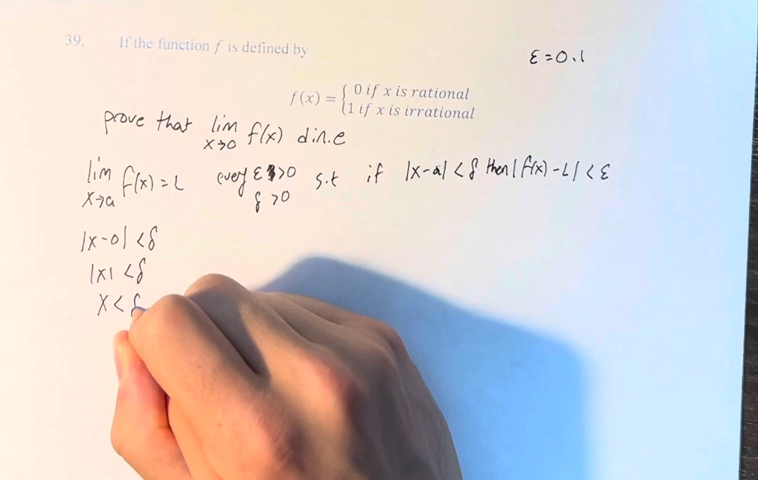 39. If the function f is defined by
ε = 0.1
f(x) = { 0 if x is rational
1 if x is irrational
prove that lim x→0 f(x) d.n.e
lim x→a f(x) = L every ε >0 s.t if |x-a| < δ then |f(x) - L| < ε
δ >0
|x-0| < δ
|x| < δ
x < δ